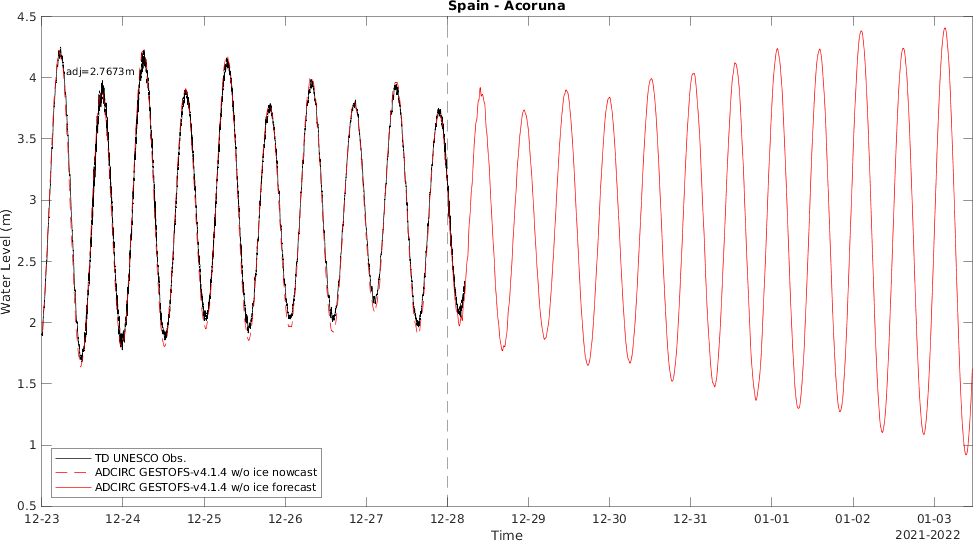 Spain - Acoruna
4.5
4
3.5
3
2.5
2
1.5
1
0.5
Water Level (m)
adj=2.7673m
TD UNESCO Obs.
ADCIRC GESTOFS-v4.1.4 w/o ice nowcast
ADCIRC GESTOFS-v4.1.4 w/o ice forecast
12-23 12-24 12-25 12-26 12-27 12-28 12-29 12-30 12-31 01-01 01-02 01-03
Time
2021-2022